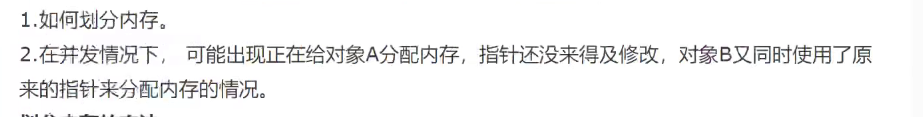 1.如何划分内存。
2.在并发情况下， 可能出现正在给对象A分配内存，指针还没来得及修改，对象B又同时使用了原
来的指针来分配内存的情况。